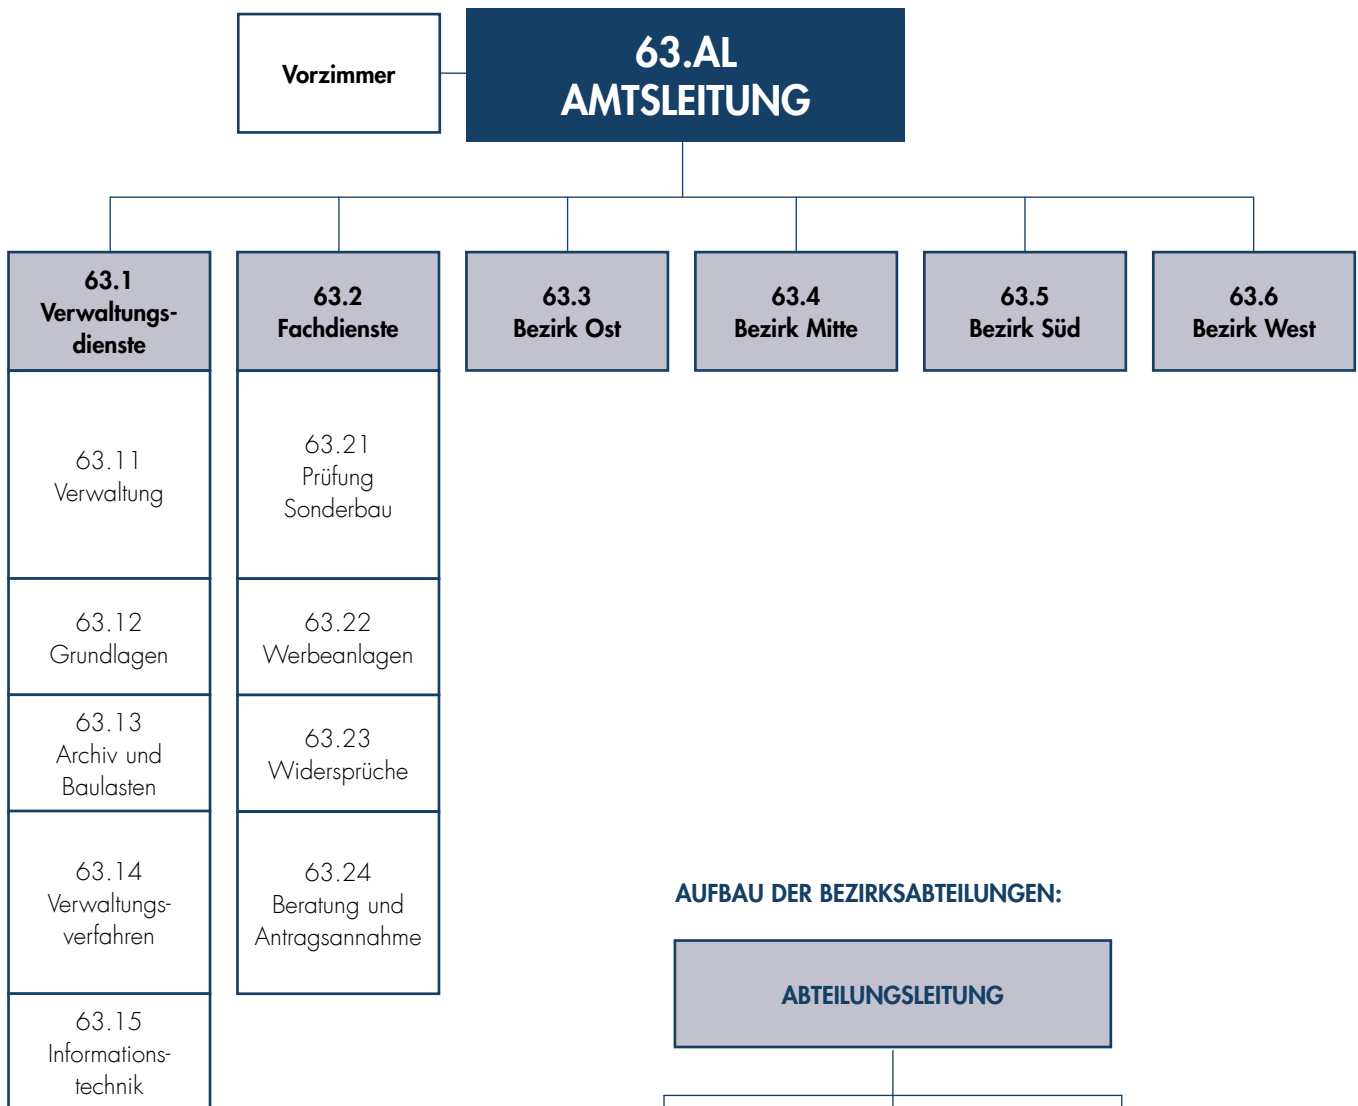 Vorzimmer
63.AL
AMTSLEITUNG
63.1
Verwaltungs-
dienste
63.2
Fachdienste
63.3
Bezirk Ost
63.4
Bezirk Mitte
63.5
Bezirk Süd
63.6
Bezirk West
63.11
Verwaltung
63.12
Grundlagen
63.13
Archiv und
Baulasten
63.14
Verwaltungs-
verfahren
63.15
Informations-
technik
63.21
Prüfung
Sonderbau
63.22
Werbeanlagen
63.23
Widersprüche
63.24
Beratung und
Antragsannahme
AUFBAU DER BEZIRKSABTEILUNGEN:
ABTEILUNGSLEITUNG